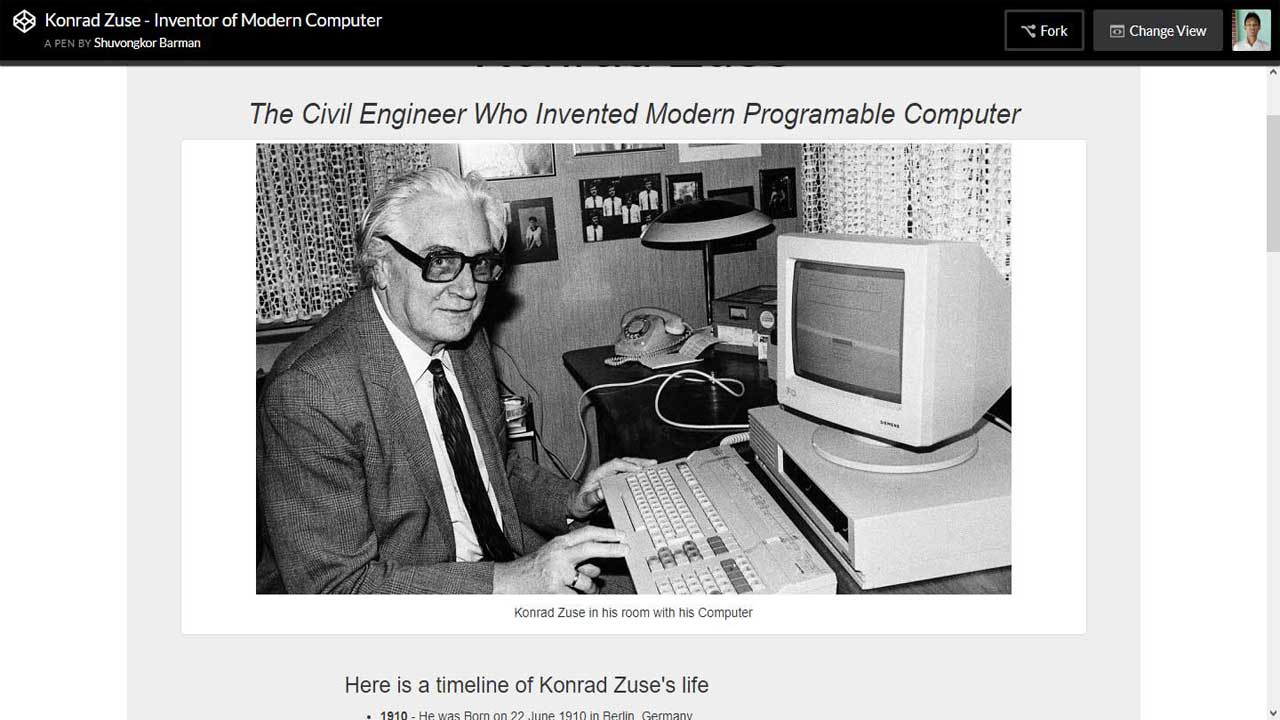 Konrad Zuse - Inventor of Modern Computer
A PEN BY Shuvongkor Barman
Fork
Change View
Konrad Zuse
The Civil Engineer Who Invented Modern Programable Computer
SIEMENS
Konrad Zuse in his room with his Computer
Here is a timeline of Konrad Zuse's life
• 1910 - He was Born on 22 June 1910 in Berlin, Germany